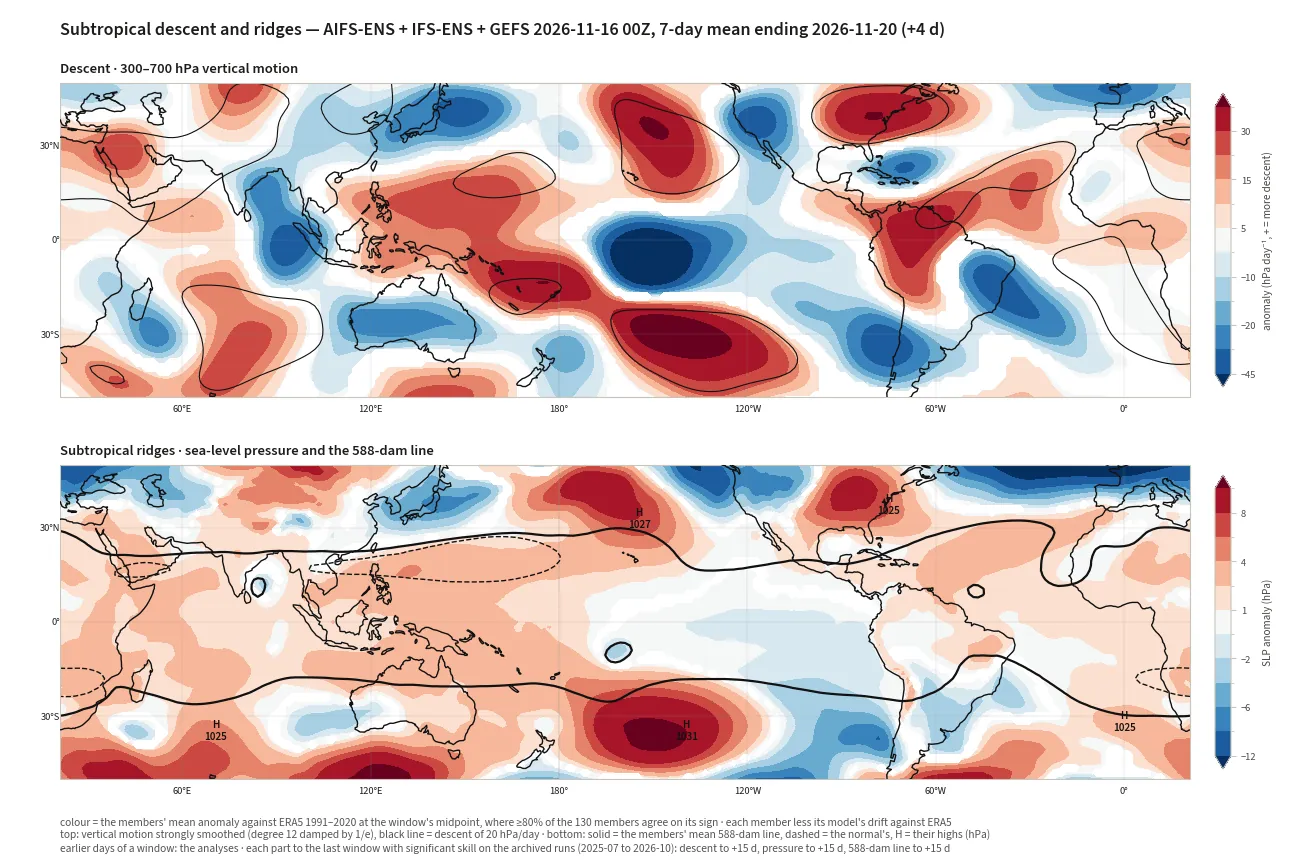 Subtropical descent and ridges — AIFS-ENS + IFS-ENS + GEFS 2026-11-16 00Z, 7-day mean ending 2026-11-20 (+4 d)
Descent · 300–700 hPa vertical motion
30°N
0°
30°S
60°E
120°E
180°
120°W
60°W
0°
30
15
5
−5
−10
−20
−45
anomaly (hPa day⁻¹, + = more descent)
Subtropical ridges · sea-level pressure and the 588-dam line
H
1027
H
1025
30°N
0°
30°S
H
1025
H
1031
H
1025
60°E
120°E
180°
120°W
60°W
0°
8
4
1
−2
−6
−12
SLP anomaly (hPa)
colour = the members' mean anomaly against ERA5 1991–2020 at the window's midpoint, where ≥80% of the 130 members agree on its sign · each member less its model's drift against ERA5
top: vertical motion strongly smoothed (degree 12 damped by 1/e), black line = descent of 20 hPa/day · bottom: solid = the members' mean 588-dam line, dashed = the normal's, H = their highs (hPa)
earlier days of a window: the analyses · each part to the last window with significant skill on the archived runs (2025-07 to 2026-10): descent to +15 d, pressure to +15 d, 588-dam line to +15 d